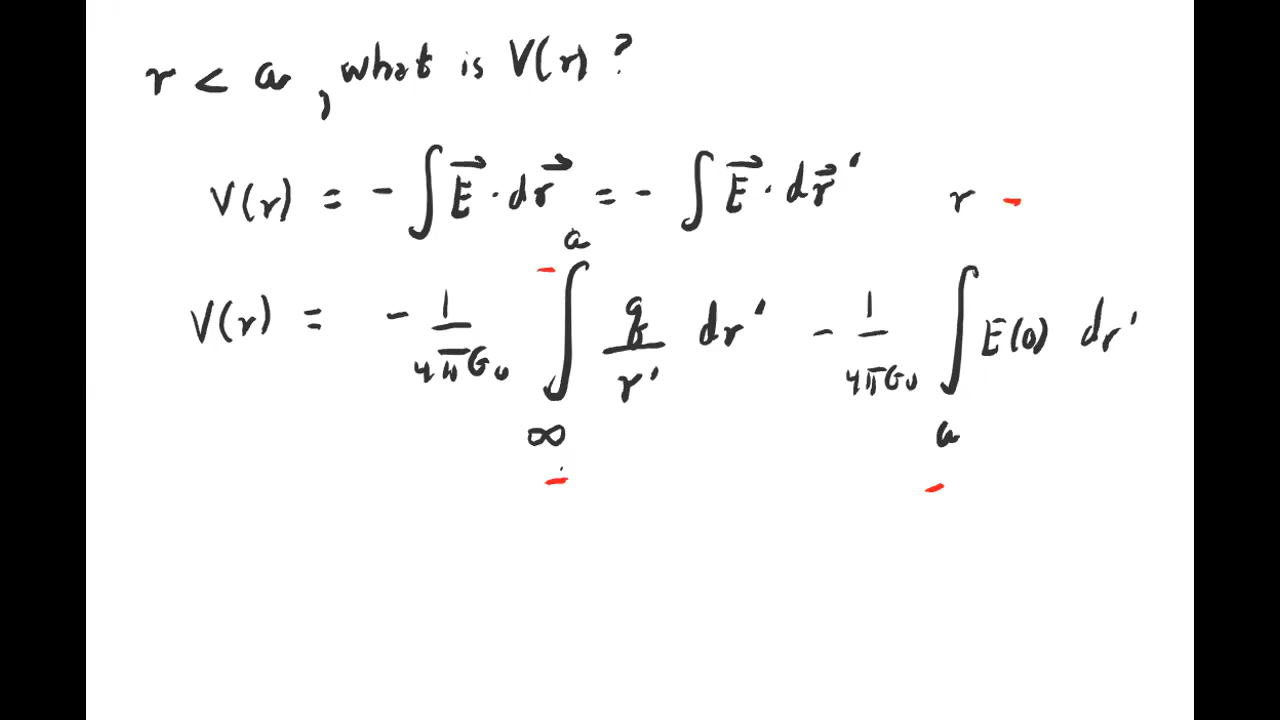 r < a, what is V(r)?
V(r) = - ∫ E⃗ · dr⃗ = - ∫ E⃗ · dr⃗'
V(r) = - 1/4πϵ₀ ∫_∞^a q/r' dr' - 1/4πϵ₀ ∫_a^r E(0) dr'